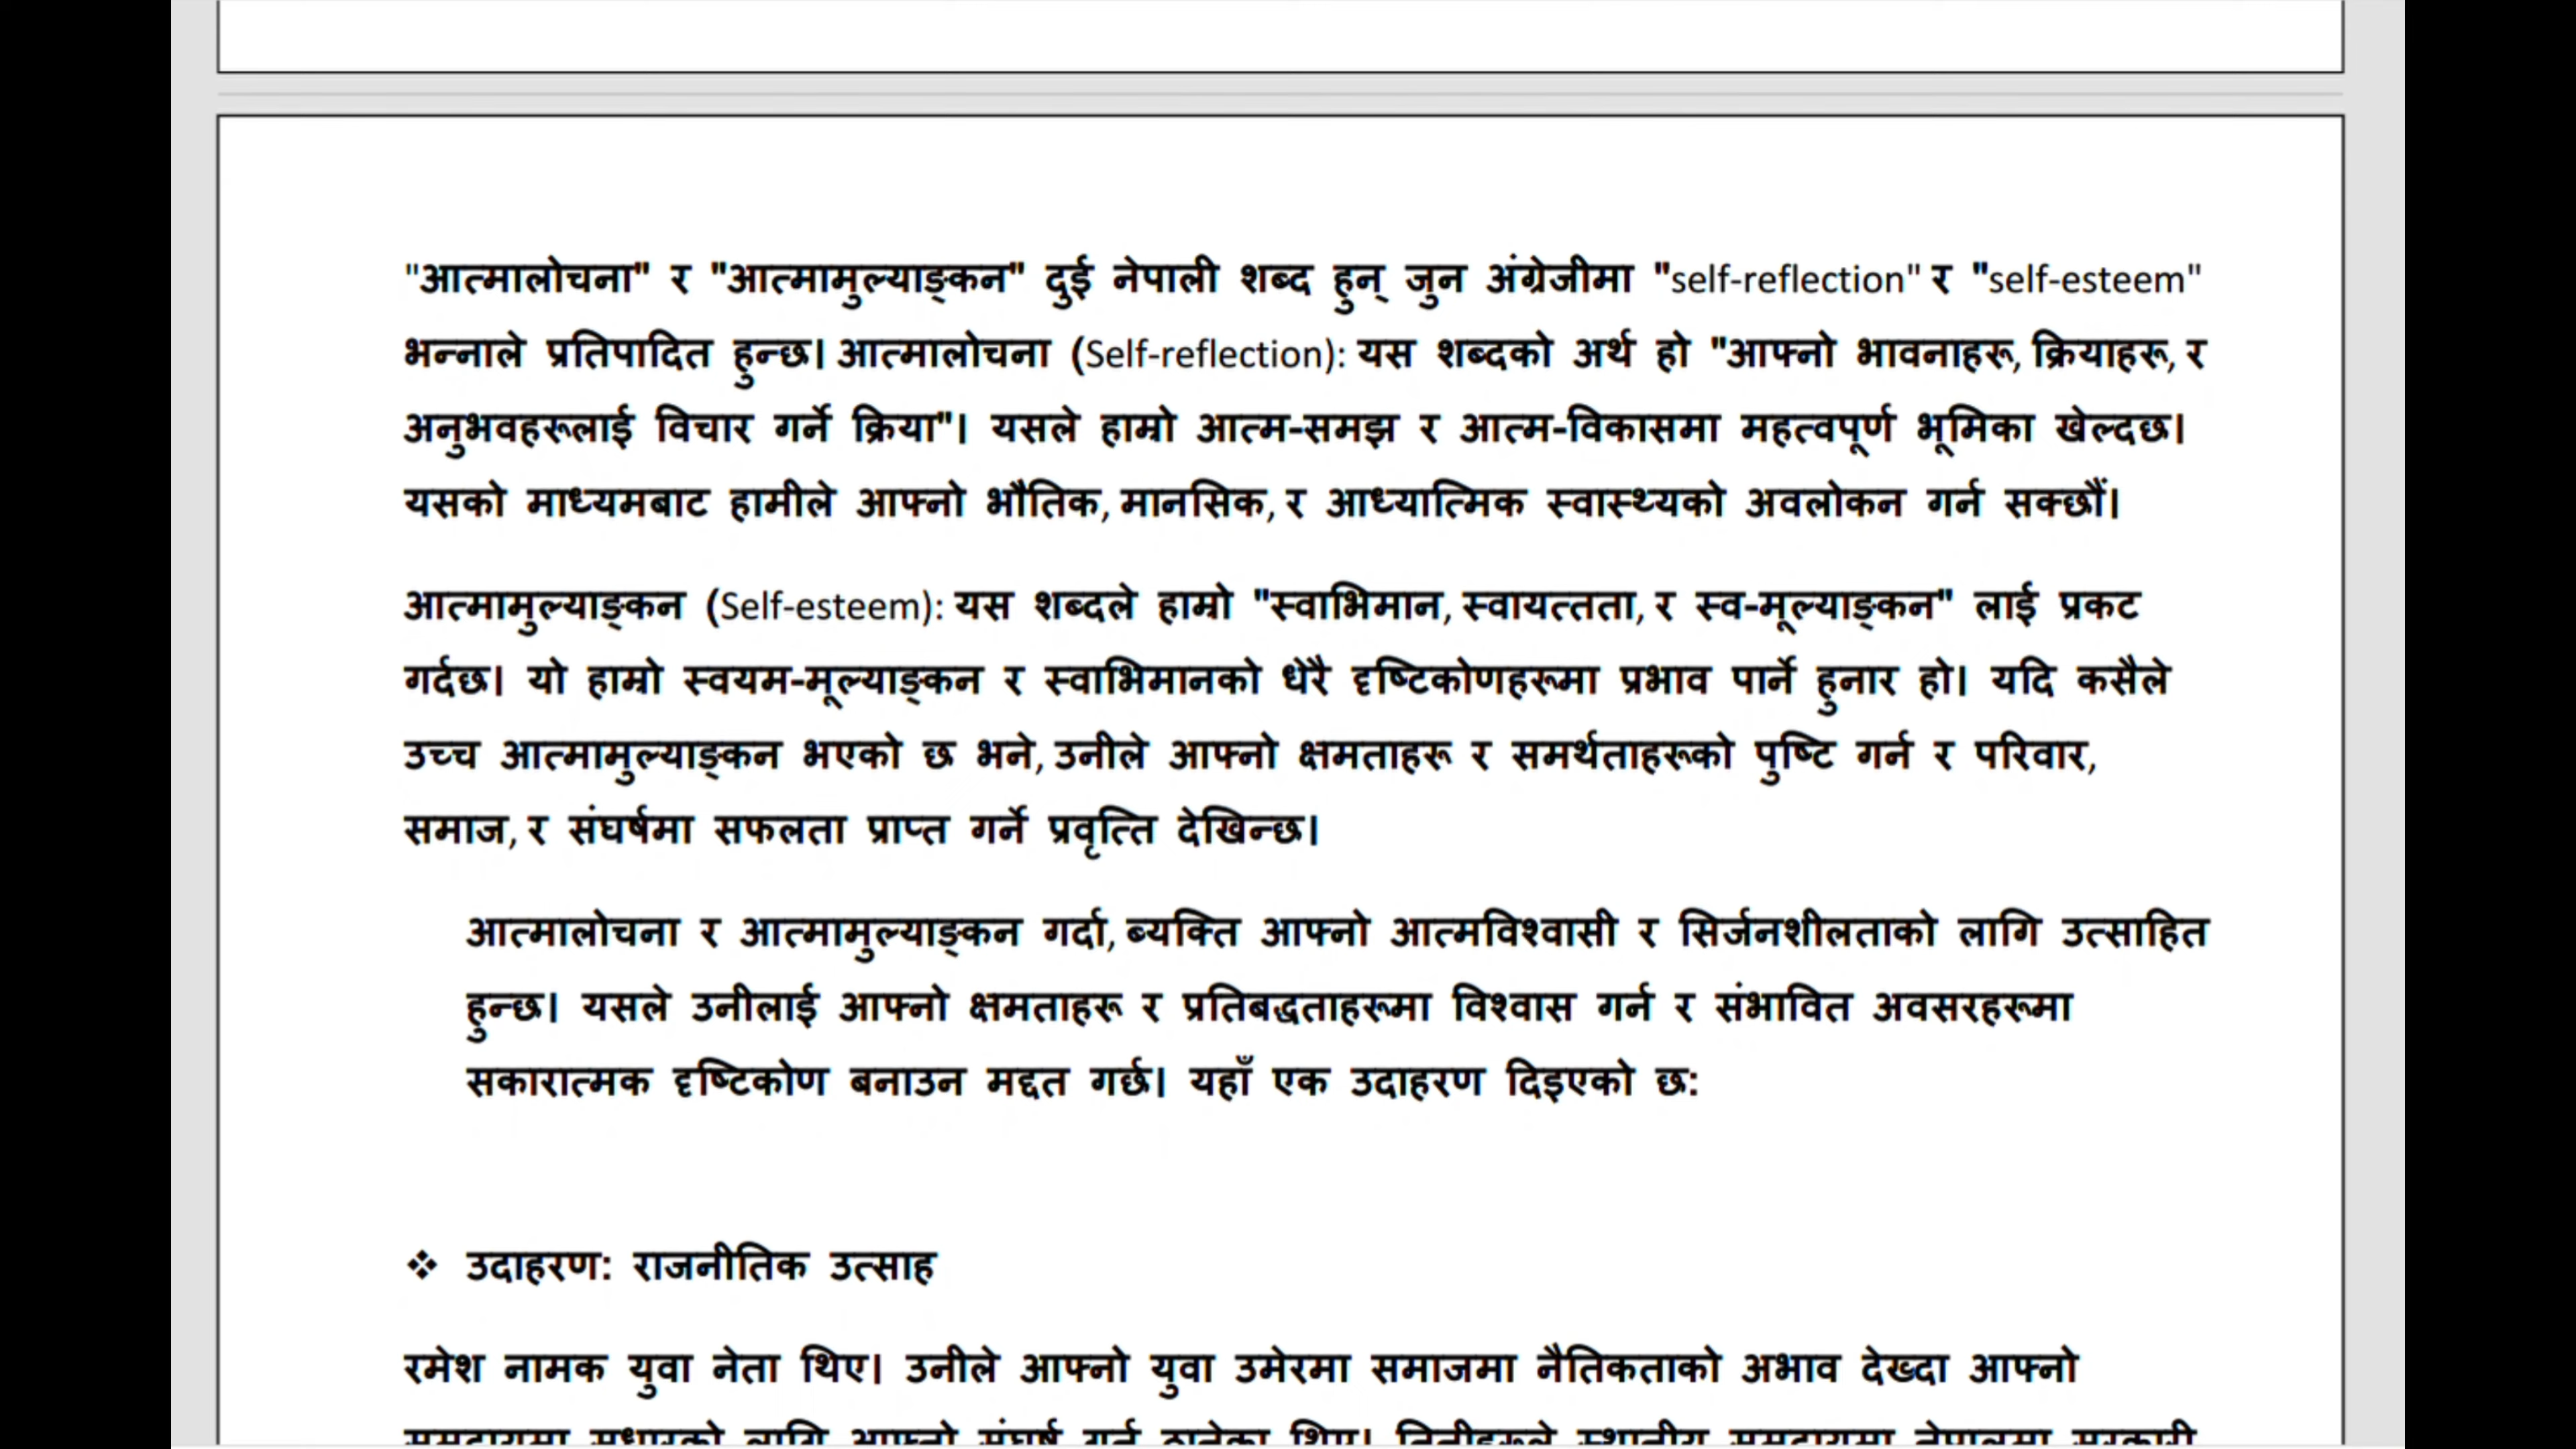 "आत्मालोचना" र "आत्मामुल्याङ्कन" दुई नेपाली शब्द हुन् जुन अंग्रेजीमा "self-reflection" र "self-esteem"
भन्नाले प्रतिपादित हुन्छ। आत्मालोचना (Self-reflection): यस शब्दको अर्थ हो "आफ्नो भावनाहरू, क्रियाहरू, र
अनुभवहरूलाई विचार गर्ने क्रिया"। यसले हाम्रो आत्म-समझ र आत्म-विकासमा महत्वपूर्ण भूमिका खेल्दछ।
यसको माध्यमबाट हामीले आफ्नो भौतिक, मानसिक, र आध्यात्मिक स्वास्थ्यको अवलोकन गर्न सक्छौं।
आत्मामुल्याङ्कन (Self-esteem): यस शब्दले हाम्रो "स्वाभिमान, स्वायत्तता, र स्व-मूल्याङ्कन" लाई प्रकट
गर्दछ। यो हाम्रो स्वयम-मूल्याङ्कन र स्वाभिमानको धेरै दृष्टिकोणहरूमा प्रभाव पार्ने हुनार हो। यदि कसैले
उच्च आत्मामुल्याङ्कन भएको छ भने, उनीले आफ्नो क्षमताहरू र समर्थताहरूको पुष्टि गर्न र परिवार,
समाज, र संघर्षमा सफलता प्राप्त गर्ने प्रवृत्ति देखिन्छ।
आत्मालोचना र आत्मामुल्याङ्कन गर्दा, ब्यक्ति आफ्नो आत्मविश्वासी र सिर्जनशीलताको लागि उत्साहित
हुन्छ। यसले उनीलाई आफ्नो क्षमताहरू र प्रतिबद्धताहरूमा विश्वास गर्न र संभावित अवसरहरूमा
सकारात्मक दृष्टिकोण बनाउन मद्दत गर्छ। यहाँ एक उदाहरण दिइएको छ:
❖ उदाहरण: राजनीतिक उत्साह
रमेश नामक युवा नेता थिए। उनीले आफ्नो युवा उमेरमा समाजमा नैतिकताको अभाव देख्दा आफ्नो